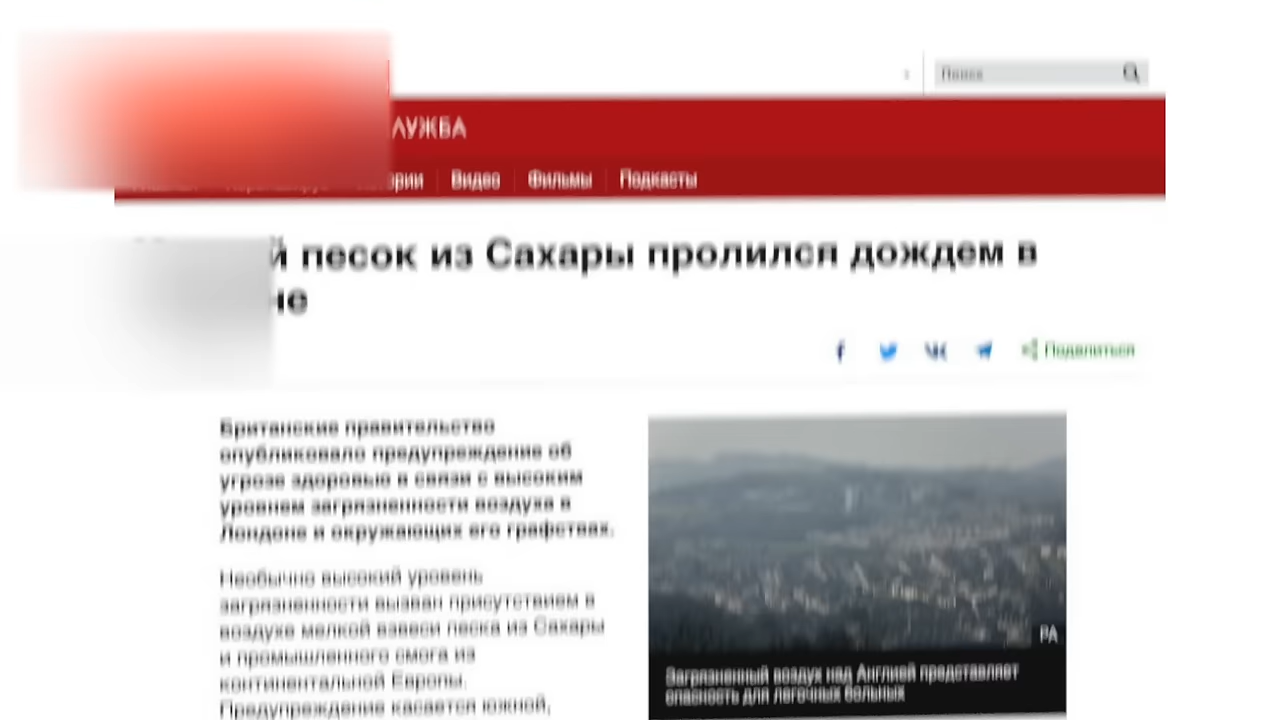 Поиск
ЛУЖБА
Видео
Фильмы
Подкасты
песок из Сахары пролился дождем в
Поделиться
Британские правительство
опубликовало предупреждение об
угрозе здоровью в связи с высоким
уровнем загрязненности воздуха в
Лондоне и окружающих его графствах.
Необычно высокий уровень
загрязненности вызван присутствием в
воздухе мелкой взвеси песка из Сахары
и промышленного смога из
континентальной Европы.
Предупреждение касается южной,
PA
Загрязненный воздух над Англией представляет
опасность для легочных больных